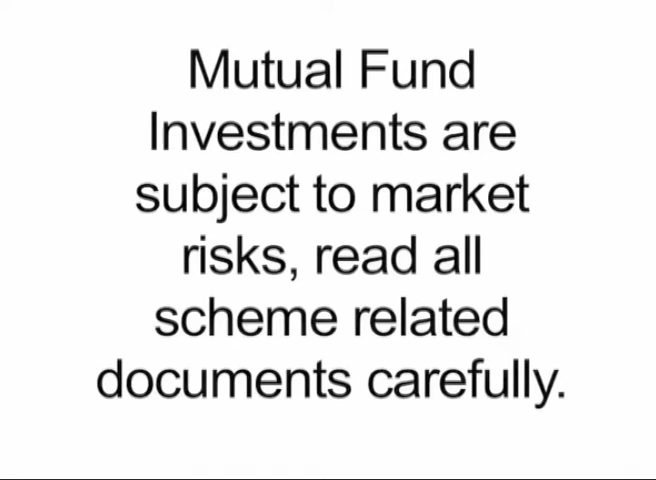 Mutual Fund
Investments are
subject to market
risks, read all
scheme related
documents carefully.